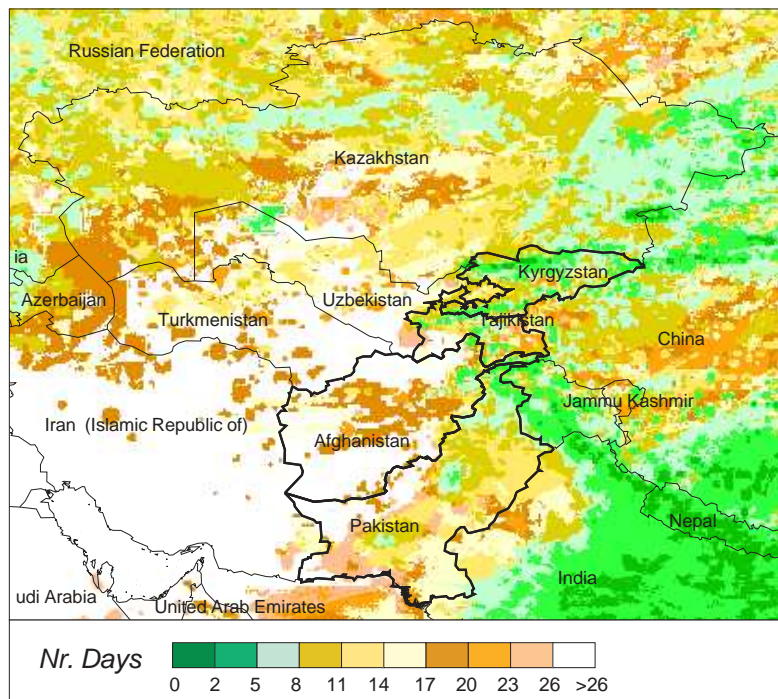 Russian Federation
Kazakhstan
ia
Kyrgyzstan
Azerbaijan
Turkmenistan
Uzbekistan
Tajikistan
China
Jammu Kashmir
Iran (Islamic Republic of)
Afghanistan
Pakistan
Nepal
India
udi Arabia
United Arab Emirates
Nr. Days
0 2 5 8 11 14 17 20 23 26 >26